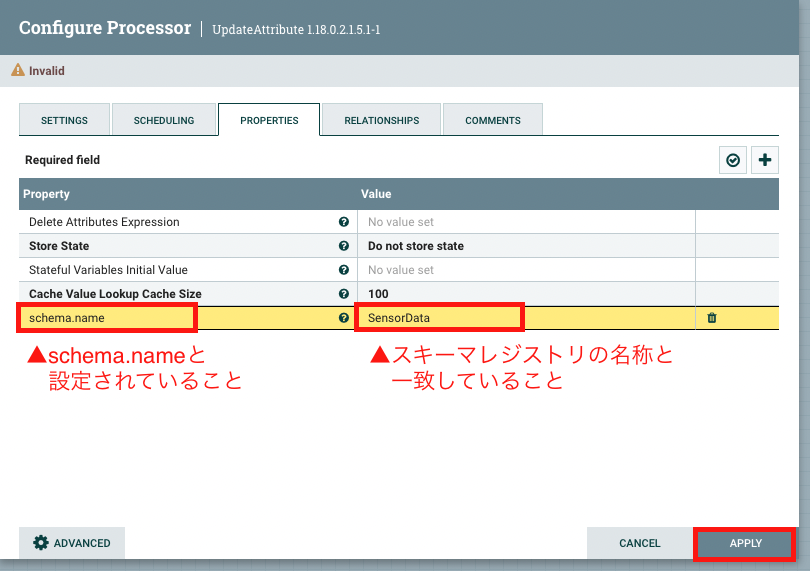 Configure Processor | UpdateAttribute 1.18.0.2.1.5.1-1
Invalid
SETTINGS SCHEDULING PROPERTIES RELATIONSHIPS COMMENTS
Required field
Property Value
Delete Attributes Expression No value set
Store State Do not store state
Stateful Variables Initial Value No value set
Cache Value Lookup Cache Size 100
schema.name SensorData
▲schema.nameと
設定されていること
▲スキーマレジストリの名称と
一致していること
ADVANCED CANCEL APPLY